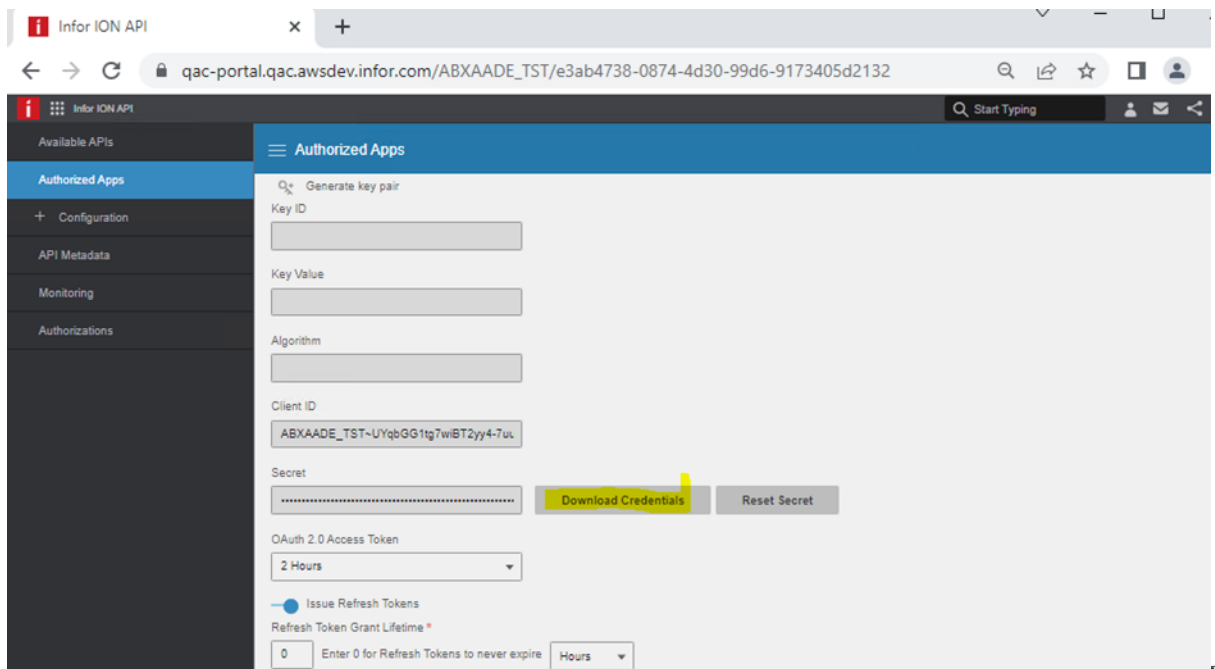 Infor ION API
qac-portal.qac.awsdev.infor.com/ABXAADE_TST/e3ab4738-0874-4d30-99d6-9173405d2132
Infor ION API
Start Typing
Available APIs
Authorized Apps
Authorized Apps
Generate key pair
Configuration
Key ID
API Metadata
Key Value
Monitoring
Authorizations
Algorithm
Client ID
ABXAADE_TST~UYqbGG1tg7wiBT2yy4-7uu
Secret
Download Credentials
Reset Secret
OAuth 2.0 Access Token
2 Hours
Issue Refresh Tokens
Refresh Token Grant Lifetime *
0 Enter 0 for Refresh Tokens to never expire Hours